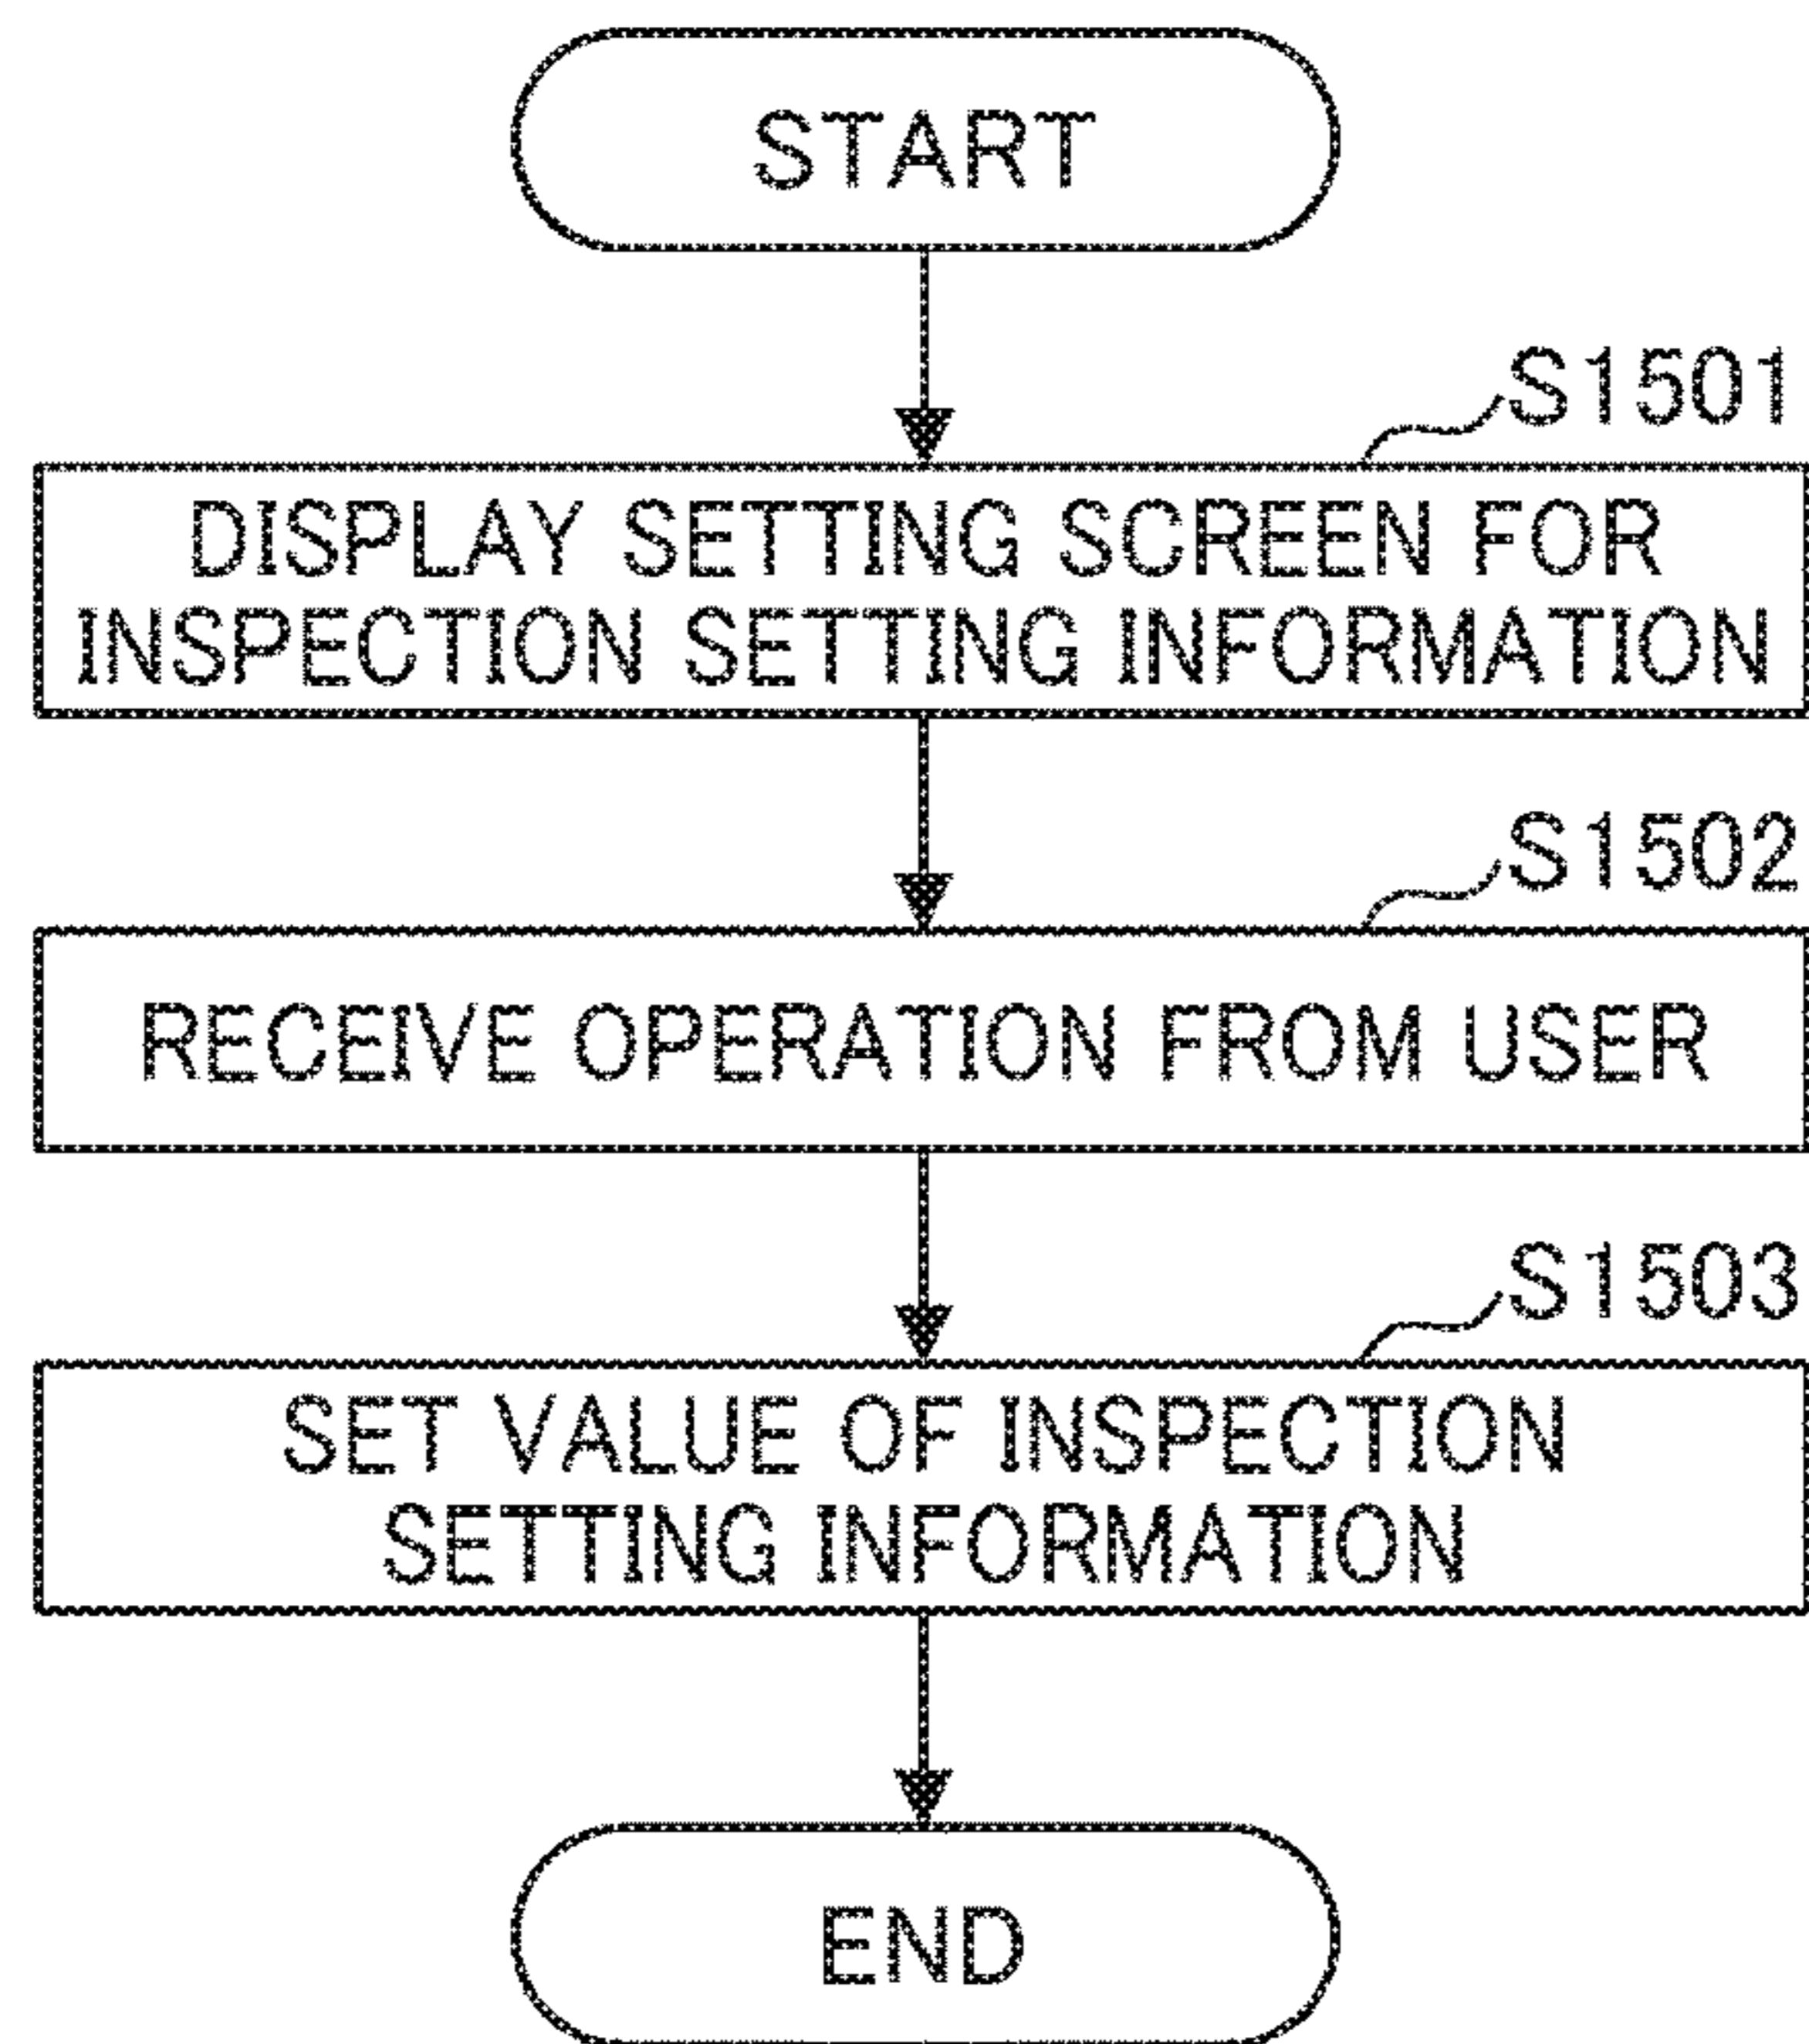 START
S1501
DISPLAY SETTING SCREEN FOR
INSPECTION SETTING INFORMATION
S1502
RECEIVE OPERATION FROM USER
S1503
SET VALUE OF INSPECTION
SETTING INFORMATION
END